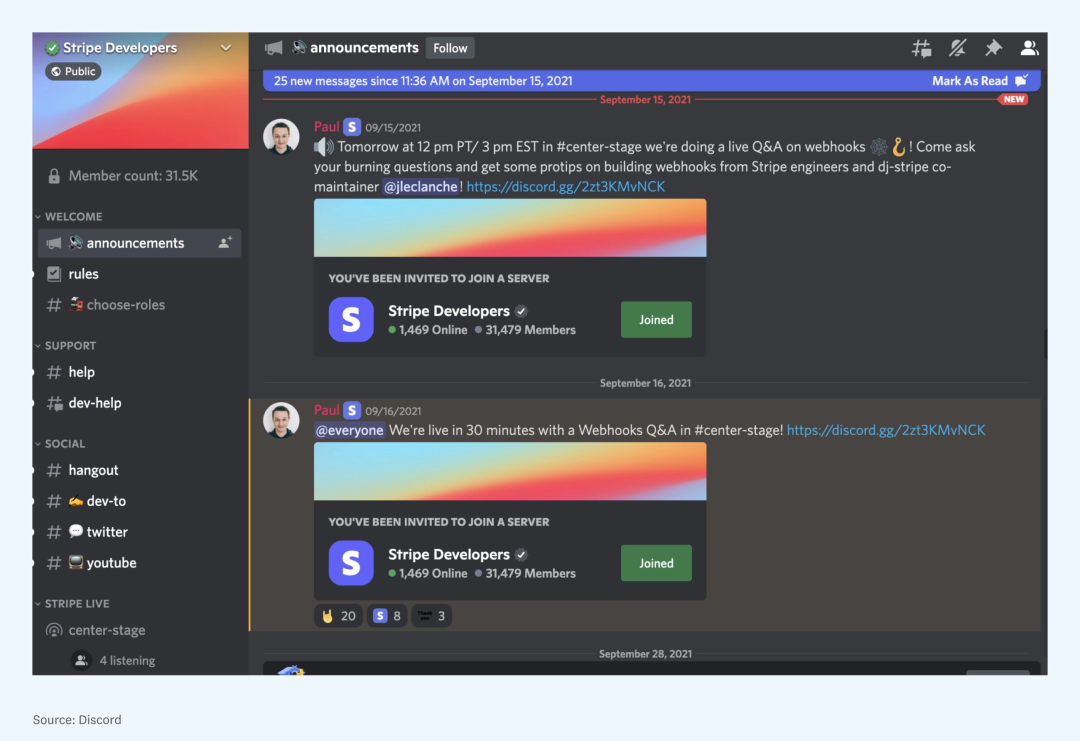 Stripe Developers
Public
Member count: 31.5K
WELCOME
announcements
rules
choose-roles
SUPPORT
help
dev-help
SOCIAL
hangout
dev-to
twitter
youtube
STRIPE LIVE
center-stage
4 listening
announcements Follow
25 new messages since 11:36 AM on September 15, 2021 Mark As Read
September 15, 2021 NEW
Paul S 09/15/2021
Tomorrow at 12 pm PT/ 3 pm EST in #center-stage we're doing a live Q&A on webhooks 🕸️ 🪝 ! Come ask
your burning questions and get some protips on building webhooks from Stripe engineers and dj-stripe co-
maintainer @jleclanche! https://discord.gg/2zt3KMvNCK
YOU'VE BEEN INVITED TO JOIN A SERVER
S
Stripe Developers
1,469 Online 31,479 Members
Joined
September 16, 2021
Paul S 09/16/2021
@everyone We're live in 30 minutes with a Webhooks Q&A in #center-stage! https://discord.gg/2zt3KMvNCK
YOU'VE BEEN INVITED TO JOIN A SERVER
S
Stripe Developers
1,469 Online 31,479 Members
Joined
20 S 8 Thank you 3
September 28, 2021
Source: Discord